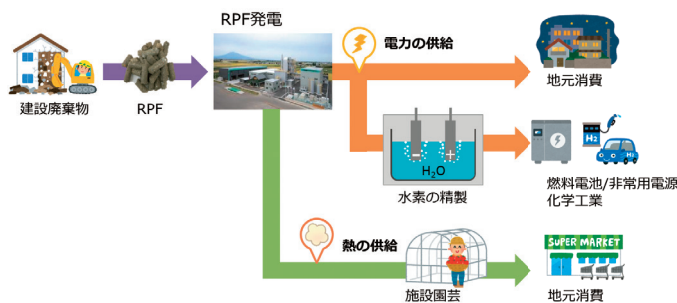 RPF発電
電力の供給
建設廃棄物
RPF
地元消費
H2
H2
− +
H₂O
水素の精製
燃料電池/非常用電源
化学工業
熱の供給
施設園芸
SUPER MARKET
地元消費